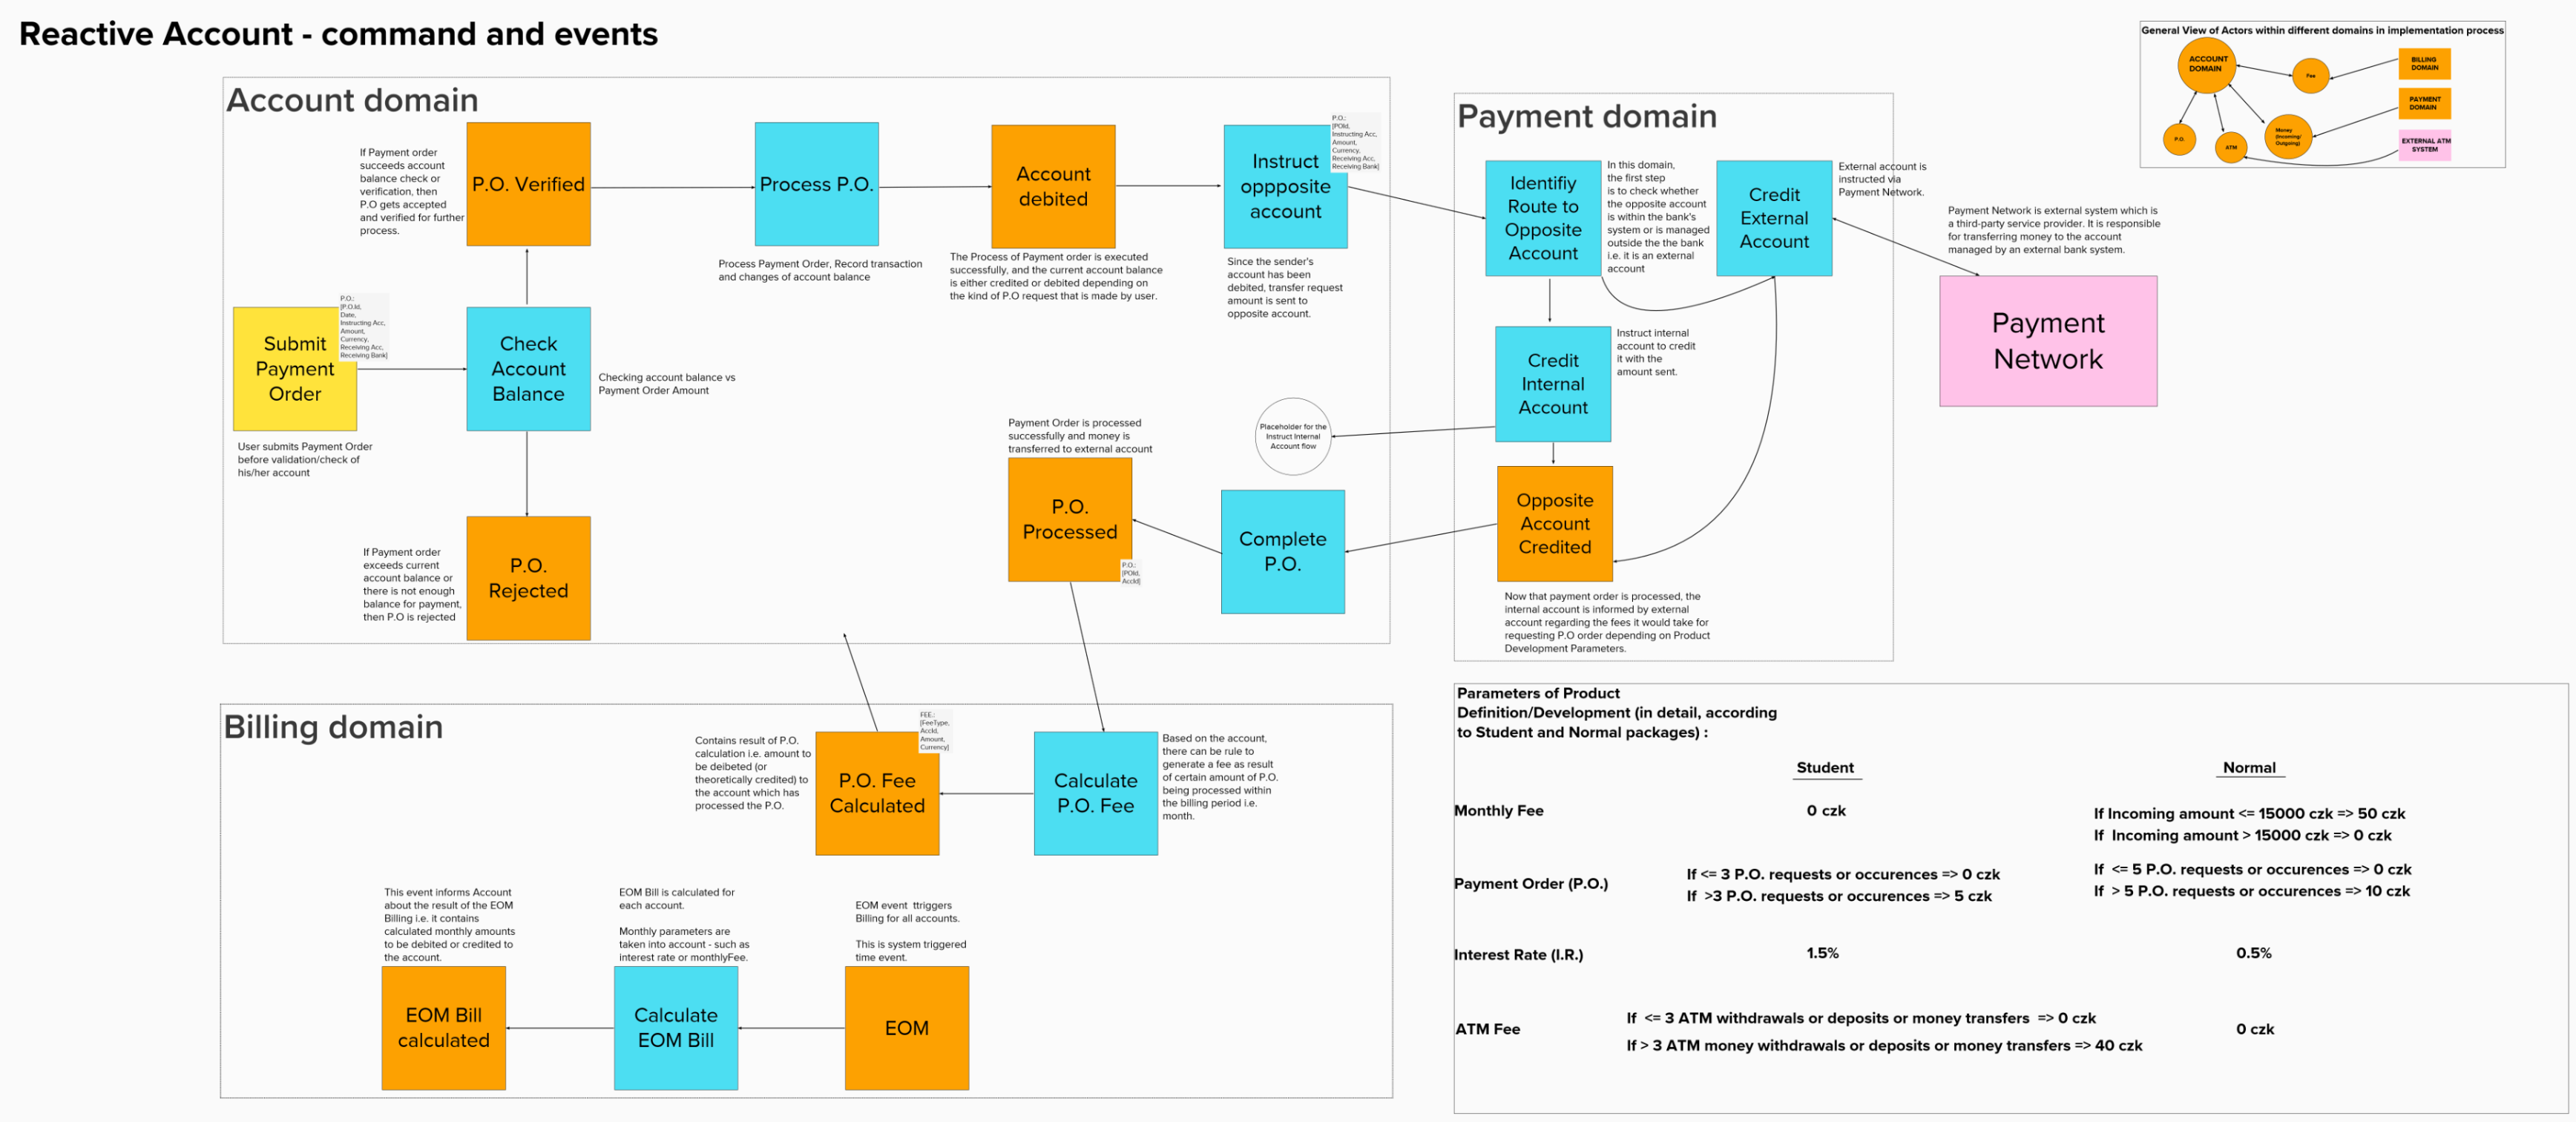 Reactive Account - command and events
General View of Actors within different domains in implementation process
ACCOUNT
DOMAIN
Fee
BILLING
DOMAIN
PAYMENT
DOMAIN
P.O.
ATM
Money
(Incoming/
Outgoing)
EXTERNAL ATM
SYSTEM
Account domain
If Payment order
succeeds account
balance check or
verification, then
P.O gets accepted
and verified for further
process.
P.O. Verified
Process P.O.
Process Payment Order, Record transaction
and changes of account balance
Account
debited
The Process of Payment order is executed
successfully, and the current account balance
is either credited or debited depending on
the kind of P.O request that is made by user.
Instruct
oppposite
account
P.O.:
[POId,
Instructing Acc,
Amount,
Currency,
Receiving Acc,
Receiving Bank]
Since the sender's
account has been
debited, transfer request
amount is sent to
opposite account.
Submit
Payment
Order
P.O.:
[P.O.Id,
Date,
Instructing Acc,
Amount,
Currency,
Receiving Acc,
Receiving Bank]
User submits Payment Order
before validation/check of
his/her account
Check
Account
Balance
Checking account balance vs
Payment Order Amount
If Payment order
exceeds current
account balance or
there is not enough
balance for payment,
then P.O is rejected
P.O.
Rejected
Payment Order is processed
successfully and money is
transferred to external account
P.O.
Processed
P.O.:
[POId,
AccId]
Placeholder for the
Instruct Internal
Account flow
Complete
P.O.
Payment domain
Identifiy
Route to
Opposite
Account
In this domain,
the first step
is to check whether
the opposite account
is within the bank's
system or is managed
outside the the bank
i.e. it is an external
account
Credit
External
Account
External account is
instructed via
Payment Network.
Payment Network is external system which is
a third-party service provider. It is responsible
for transferring money to the account
managed by an external bank system.
Payment
Network
Credit
Internal
Account
Instruct internal
account to credit
it with the
amount sent.
Opposite
Account
Credited
Now that payment order is processed, the
internal account is informed by external
account regarding the fees it would take for
requesting P.O order depending on Product
Development Parameters.
Billing domain
Contains result of P.O.
calculation i.e. amount to
be deibeted (or
theoretically credited) to
the account which has
processed the P.O.
P.O. Fee
Calculated
FEE.:
[FeeType,
AccId,
Amount,
Currency]
Calculate
P.O. Fee
Based on the account,
there can be rule to
generate a fee as result
of certain amount of P.O.
being processed within
the billing period i.e.
month.
This event informs Account
about the result of the EOM
Billing i.e. it contains
calculated monthly amounts
to be debited or credited to
the account.
EOM Bill
calculated
EOM Bill is calculated for
each account.
Monthly parameters are
taken into account - such as
interest rate or monthlyFee.
Calculate
EOM Bill
EOM event ttriggers
Billing for all accounts.
This is system triggered
time event.
EOM
Parameters of Product
Definition/Development (in detail, according
to Student and Normal packages) :
Student
Normal
Monthly Fee
0 czk
If Incoming amount <= 15000 czk => 50 czk
If Incoming amount > 15000 czk => 0 czk
Payment Order (P.O.)
If <= 3 P.O. requests or occurences => 0 czk
If >3 P.O. requests or occurences => 5 czk
If <= 5 P.O. requests or occurences => 0 czk
If > 5 P.O. requests or occurences => 10 czk
Interest Rate (I.R.)
1.5%
0.5%
ATM Fee
If <= 3 ATM withdrawals or deposits or money transfers => 0 czk
If > 3 ATM money withdrawals or deposits or money transfers => 40 czk
0 czk